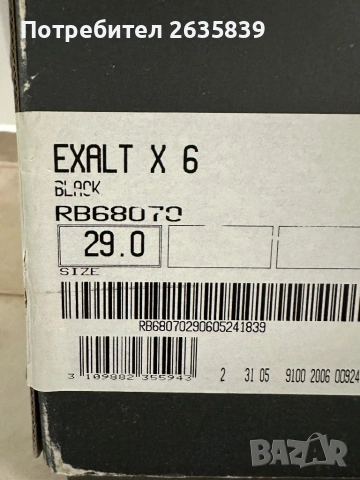 Потребител 2635839
EXALT X 6
BLACK
RB68070
29.0
SIZE
RB68070290605241839
3 109882 355943
2 31 05 9100 2006 00924
BAZAR